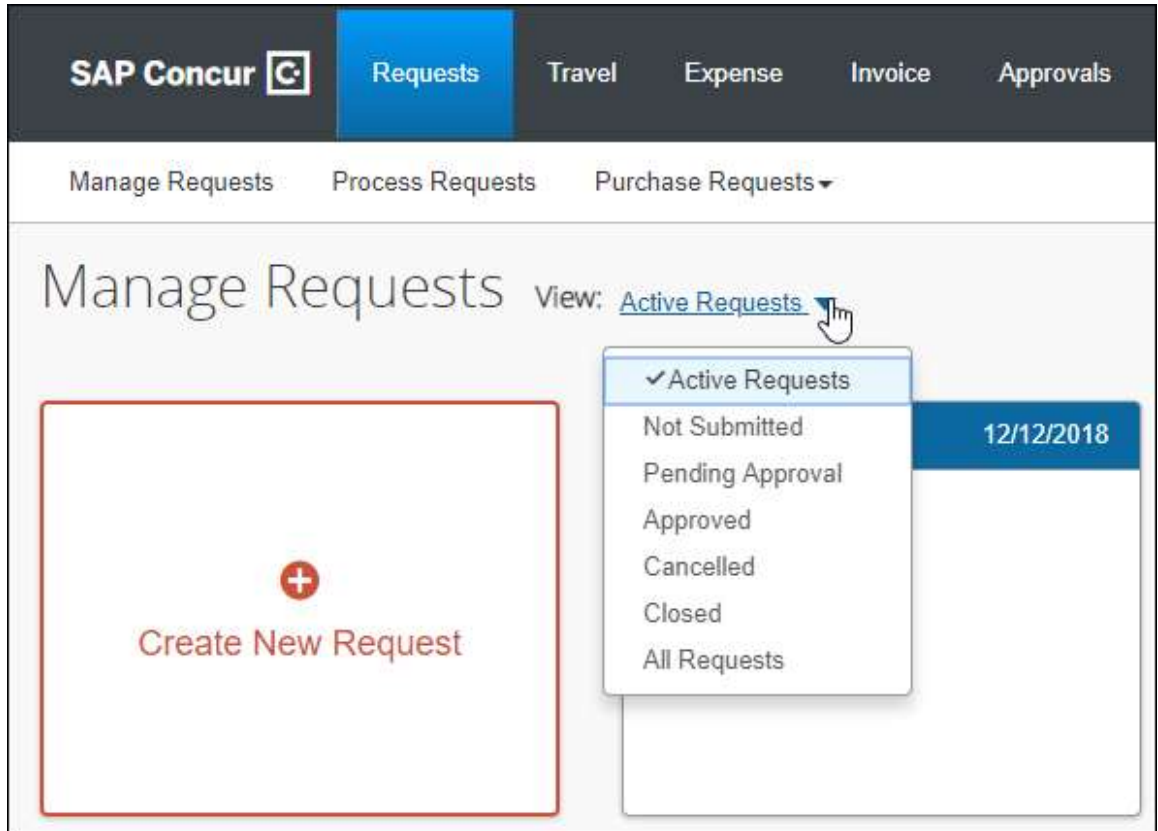 SAP Concur C Requests Travel Expense Invoice Approvals
Manage Requests Process Requests Purchase Requests
Manage Requests View: Active Requests
Active Requests
Not Submitted 12/12/2018
Pending Approval
Approved
Cancelled
Create New Request Closed
All Requests